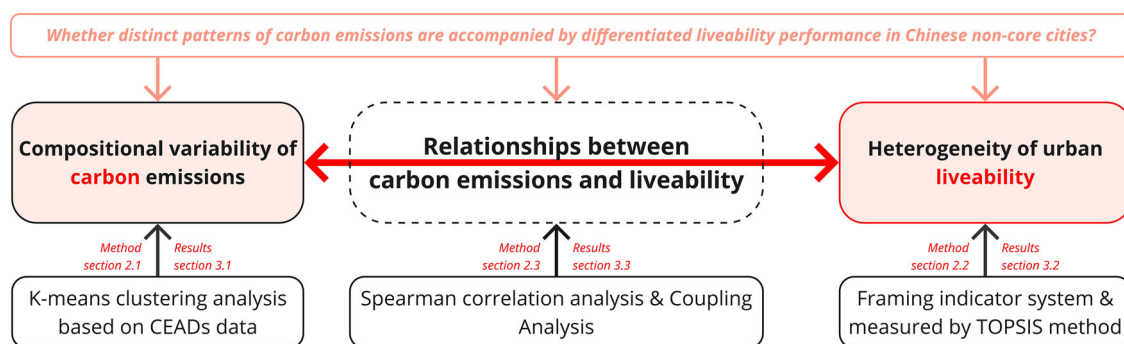 Whether distinct patterns of carbon emissions are accompanied by differentiated liveability performance in Chinese non-core cities?
Compositional variability of
carbon emissions
Relationships between
carbon emissions and liveability
Heterogeneity of urban
liveability
Method
section 2.1
Results
section 3.1
Method
section 2.3
Results
section 3.3
Method
section 2.2
Results
section 3.2
K-means clustering analysis
based on CEADs data
Spearman correlation analysis & Coupling
Analysis
Framing indicator system &
measured by TOPSIS method